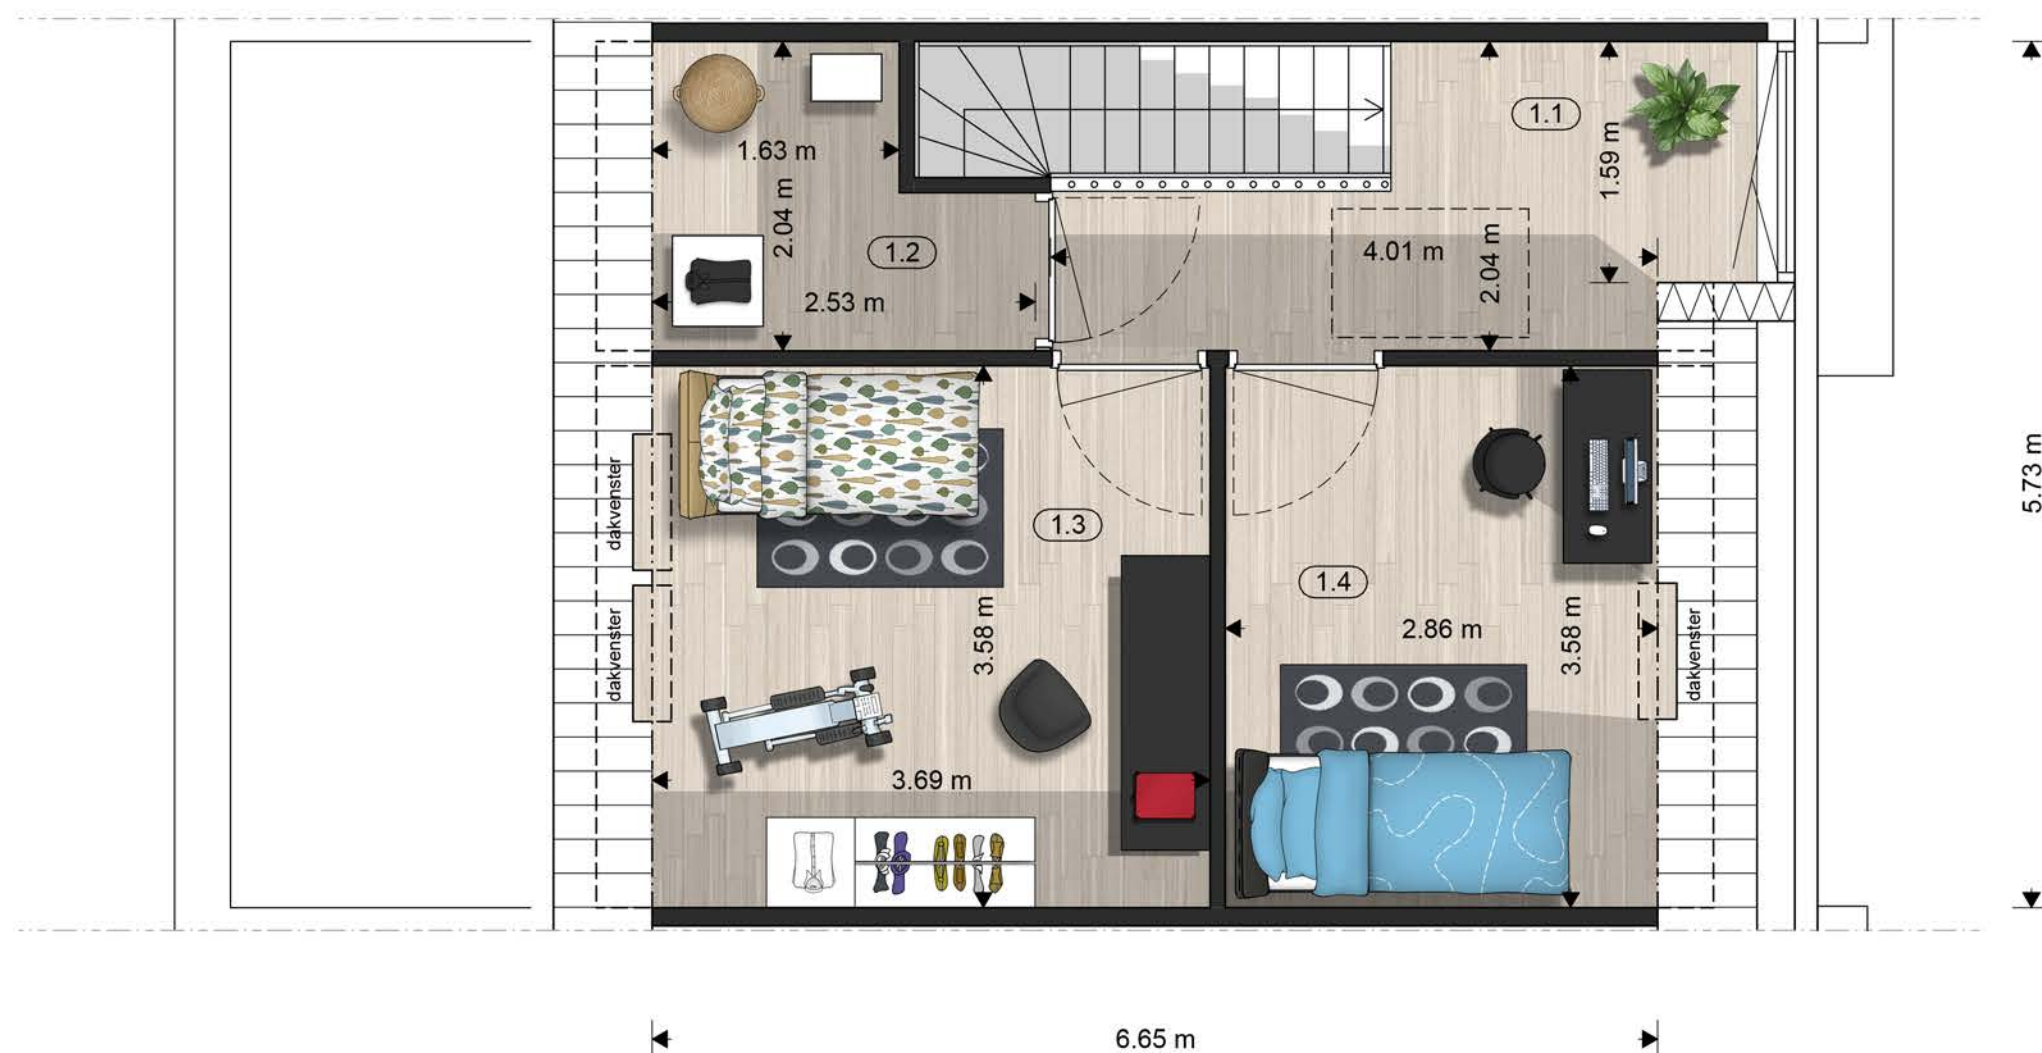 1.1
1.63 m
1.59 m
2.04 m
1.2
4.01 m
2.04 m
2.53 m
5.73 m
dakvenster
1.3
1.4
3.58 m
2.86 m
3.58 m
dakvenster
dakvenster
3.69 m
6.65 m